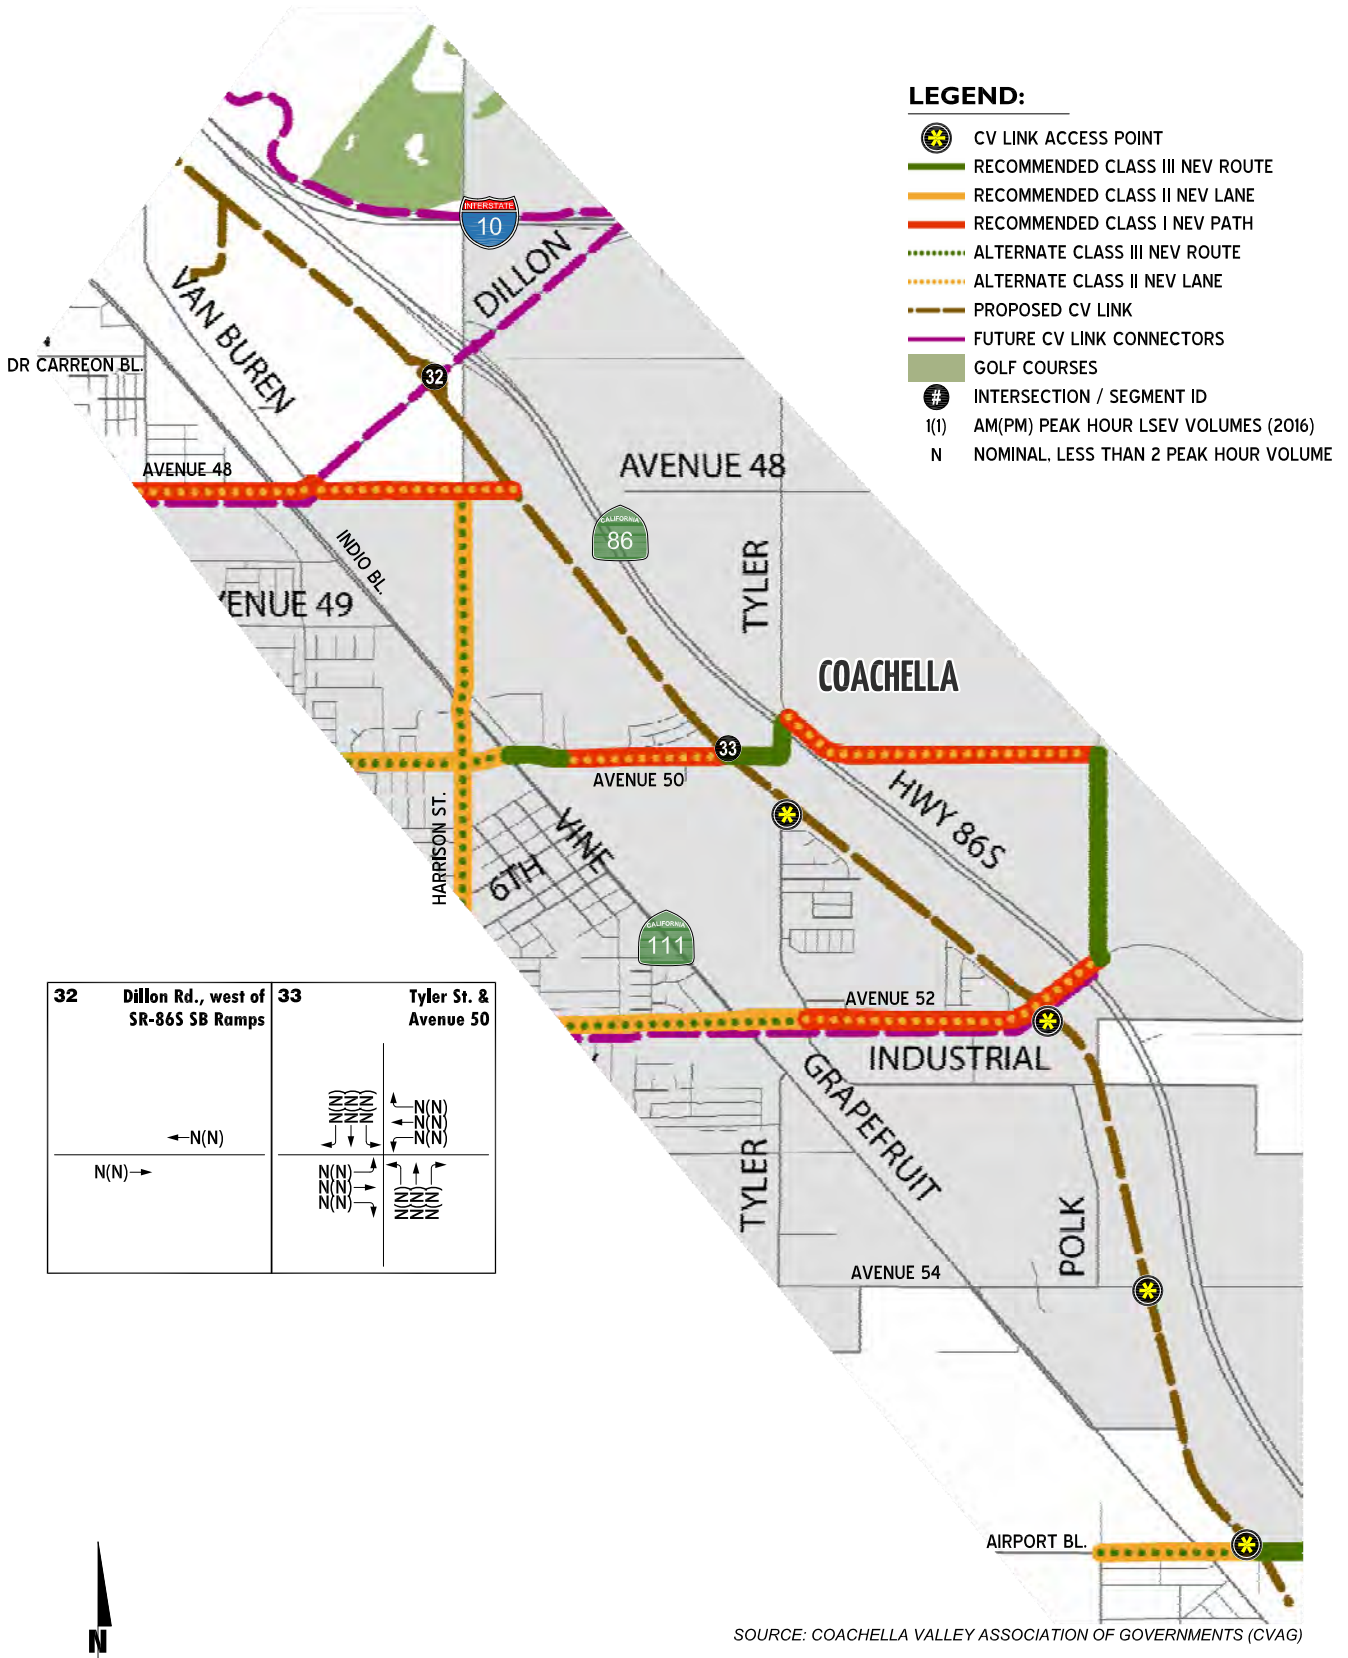 LEGEND:
CV LINK ACCESS POINT
RECOMMENDED CLASS III NEV ROUTE
RECOMMENDED CLASS II NEV LANE
RECOMMENDED CLASS I NEV PATH
ALTERNATE CLASS III NEV ROUTE
ALTERNATE CLASS II NEV LANE
PROPOSED CV LINK
FUTURE CV LINK CONNECTORS
GOLF COURSES
# INTERSECTION / SEGMENT ID
1(1) AM(PM) PEAK HOUR LSEV VOLUMES (2016)
N NOMINAL, LESS THAN 2 PEAK HOUR VOLUME
INTERSTATE
10
DILLON
VAN BUREN
DR CARREON BL.
32
AVENUE 48
AVENUE 48
CALIFORNIA
86
INDIO BL.
TYLER
VENUE 49
COACHELLA
33
AVENUE 50
HWY 86S
HARRISON ST.
VINE
6TH
CALIFORNIA
111
AVENUE 52
INDUSTRIAL
GRAPEFRUIT
TYLER
POLK
AVENUE 54
AIRPORT BL.
32 Dillon Rd., west of
SR-86S SB Ramps
N(N)
N(N)
33 Tyler St. &
Avenue 50
N(N)
N(N)
N(N)
N(N)
N(N)
N(N)
N(N)
N(N)
N(N)
N(N)
N(N)
N(N)
N
SOURCE: COACHELLA VALLEY ASSOCIATION OF GOVERNMENTS (CVAG)